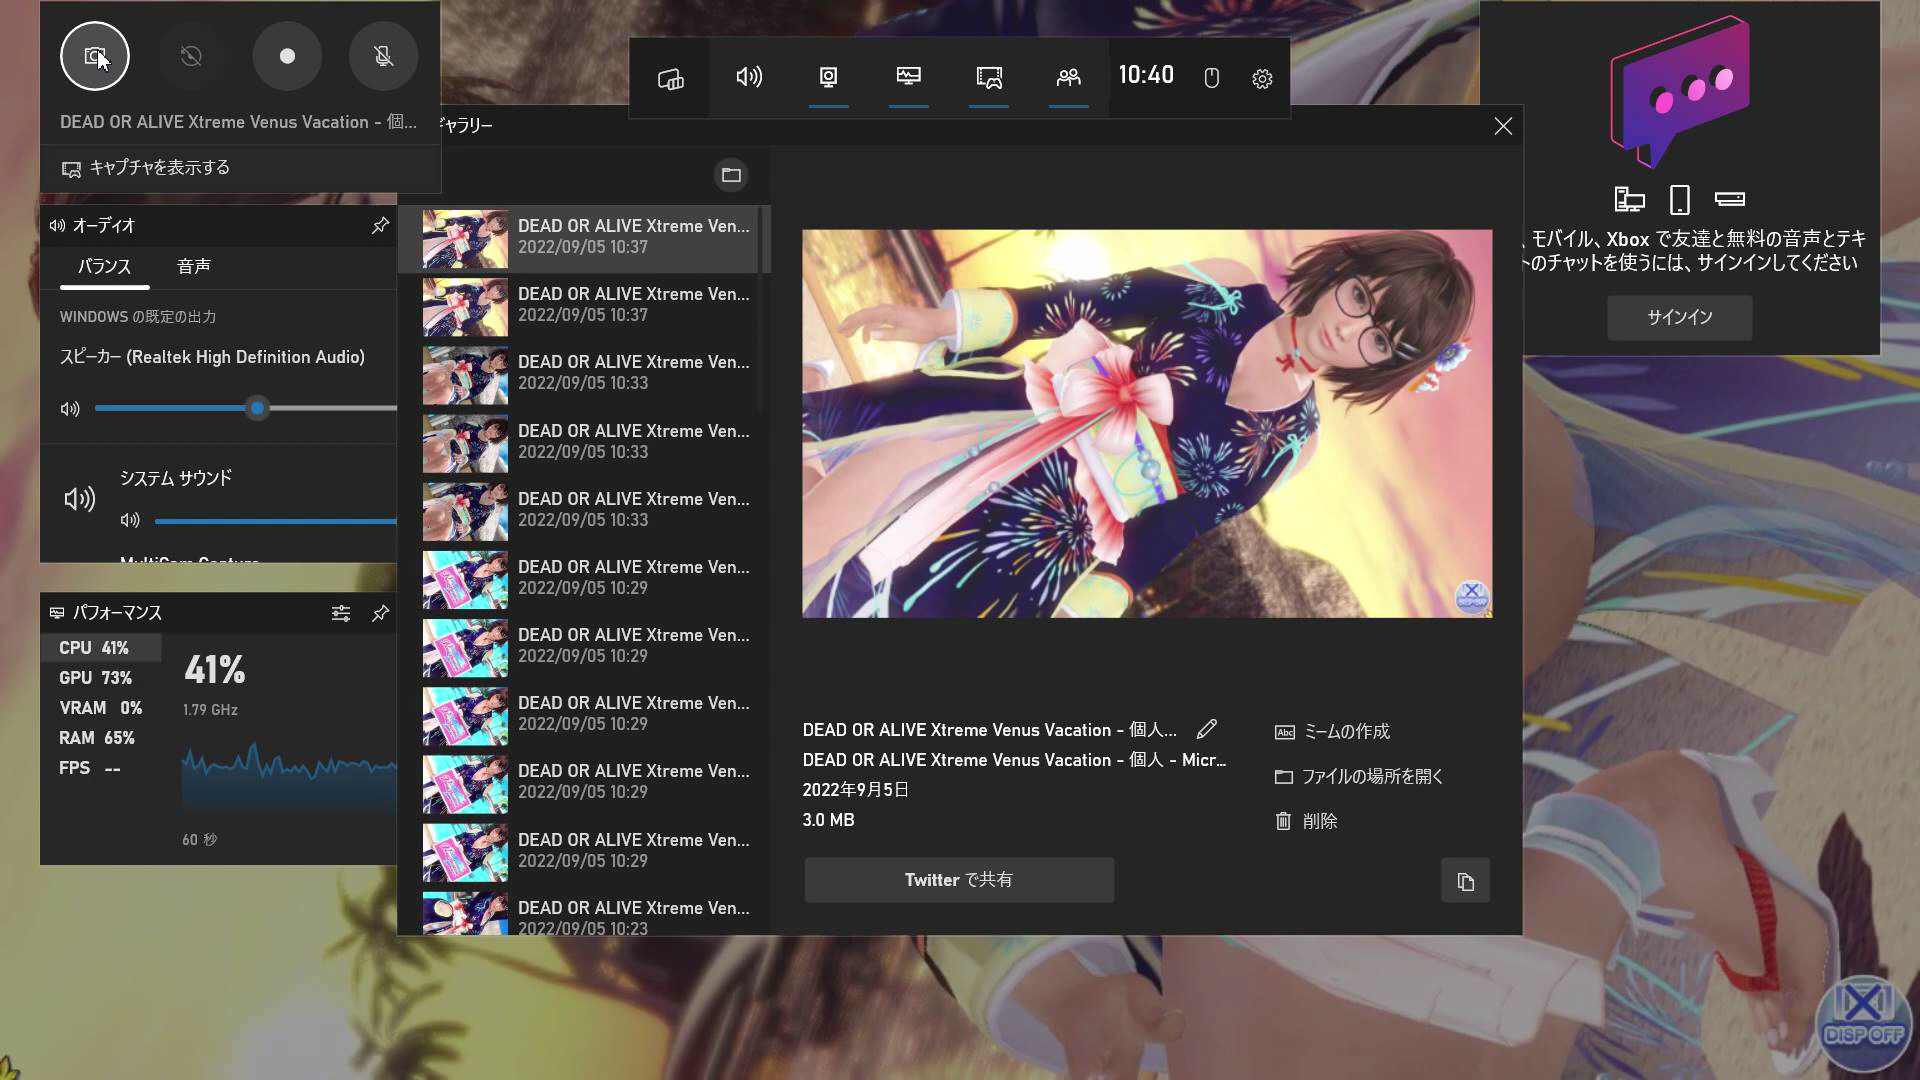 10:40
DEAD OR ALIVE Xtreme Venus Vacation - 個...
キャプチャを表示する
ギャラリー
オーディオ
バランス
音声
WINDOWS の既定の出力
スピーカー (Realtek High Definition Audio)
システム サウンド
パフォーマンス
CPU 41%
GPU 73%
VRAM 0%
RAM 65%
FPS --
41%
1.79 GHz
60 秒
DEAD OR ALIVE Xtreme Ven...
2022/09/05 10:37
DEAD OR ALIVE Xtreme Ven...
2022/09/05 10:37
DEAD OR ALIVE Xtreme Ven...
2022/09/05 10:33
DEAD OR ALIVE Xtreme Ven...
2022/09/05 10:33
DEAD OR ALIVE Xtreme Ven...
2022/09/05 10:33
DEAD OR ALIVE Xtreme Ven...
2022/09/05 10:29
DEAD OR ALIVE Xtreme Ven...
2022/09/05 10:29
DEAD OR ALIVE Xtreme Ven...
2022/09/05 10:29
DEAD OR ALIVE Xtreme Ven...
2022/09/05 10:29
DEAD OR ALIVE Xtreme Ven...
2022/09/05 10:29
DEAD OR ALIVE Xtreme Ven...
2022/09/05 10:23
DEAD OR ALIVE Xtreme Venus Vacation - 個人...
DEAD OR ALIVE Xtreme Venus Vacation - 個人 - Micr...
2022年9月5日
3.0 MB
Abc ミームの作成
ファイルの場所を開く
削除
Twitter で共有
、モバイル、Xbox で友達と無料の音声とテキ
トのチャットを使うには、サインインしてください
サインイン
DISP OFF
DISP OFF